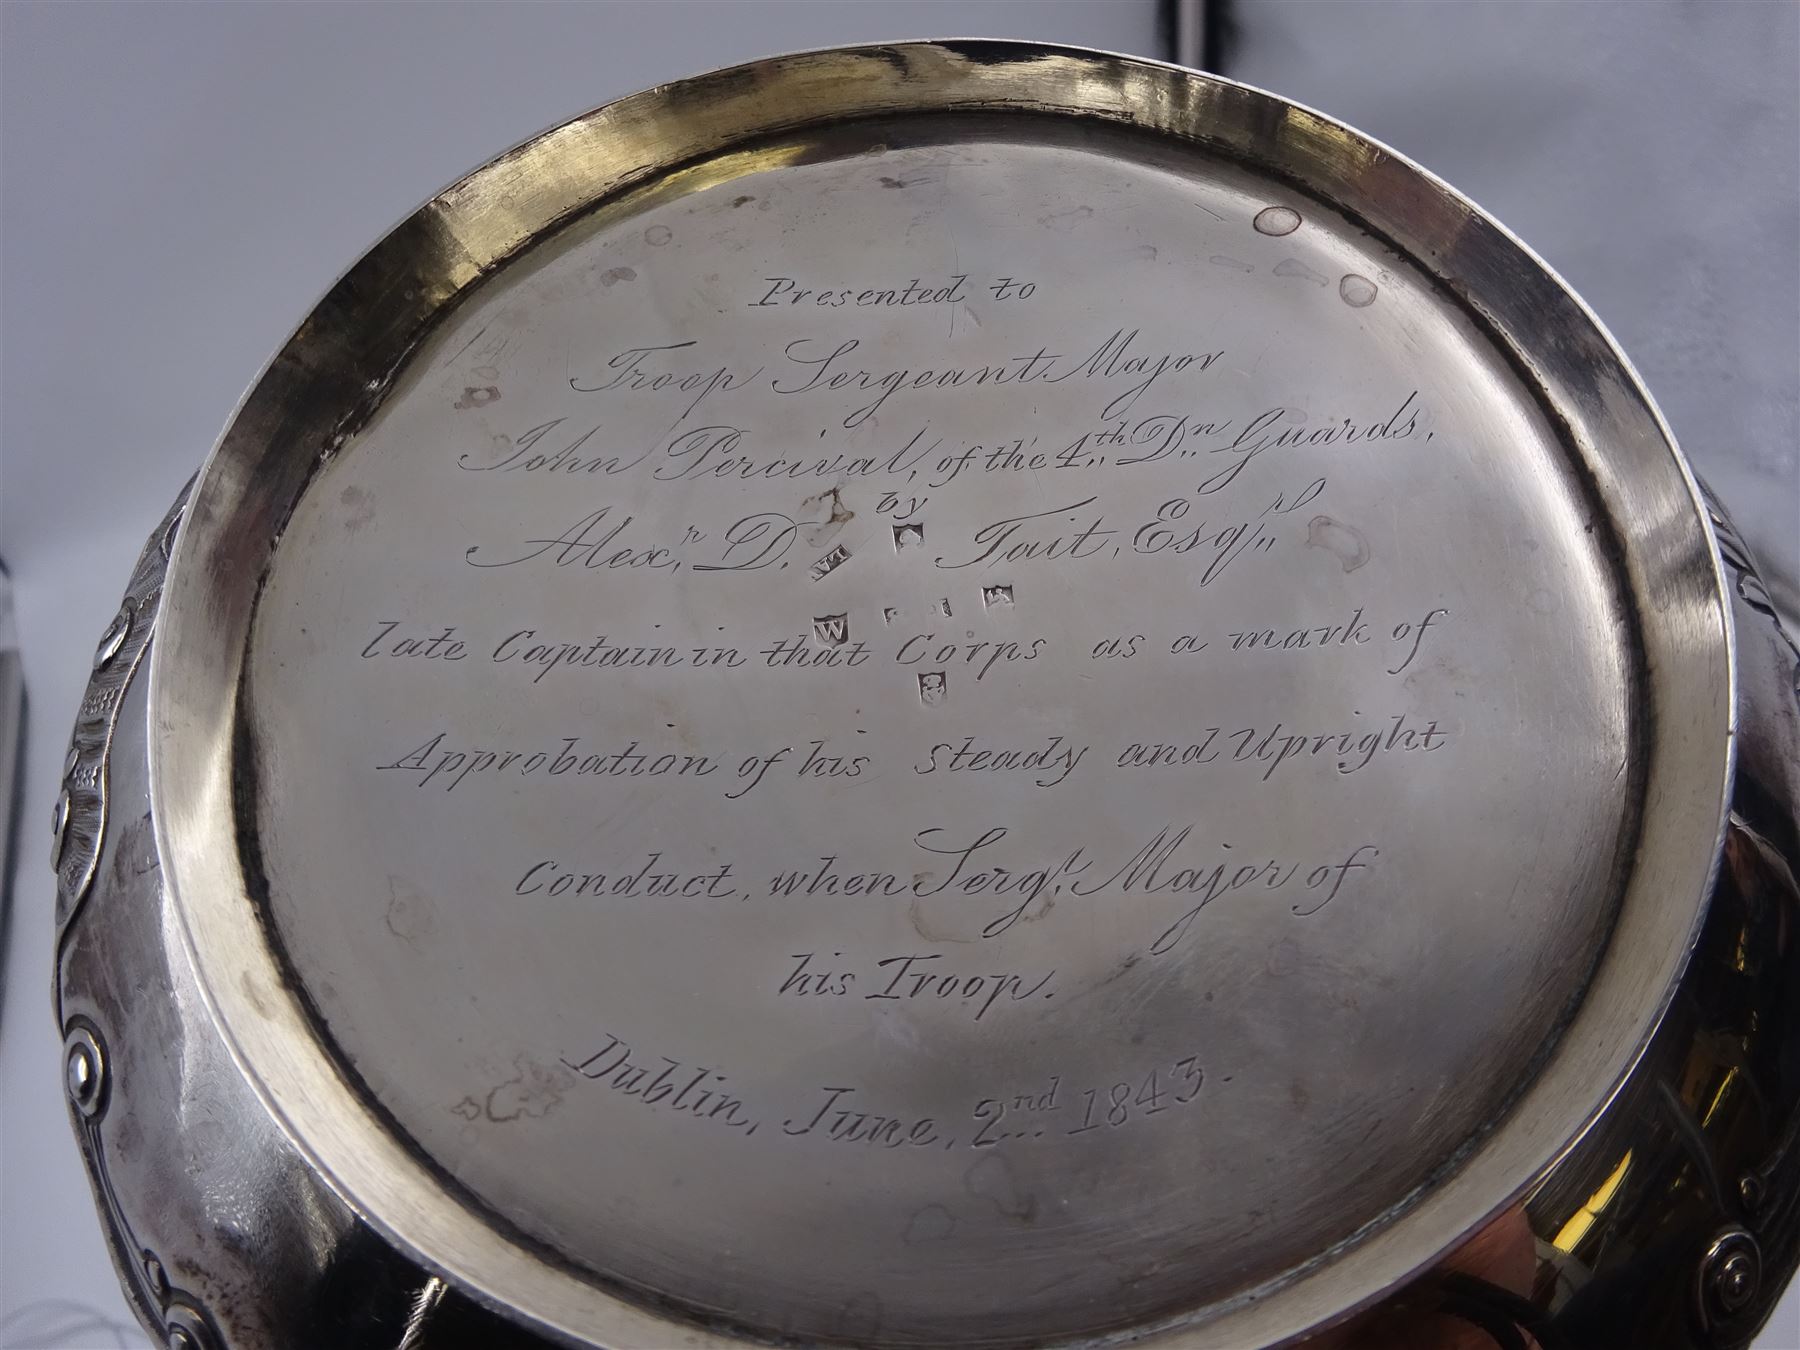 Presented to
Troop Sergeant Major
John Percival, of the 4th Dn Guards,
by
Alexr D. Tait, Esqr
W
late Captain in that Corps as a mark of
Approbation of his steady and Upright
Conduct, when Sergt Major of
his Troop.
Dublin, June, 2nd 1843.